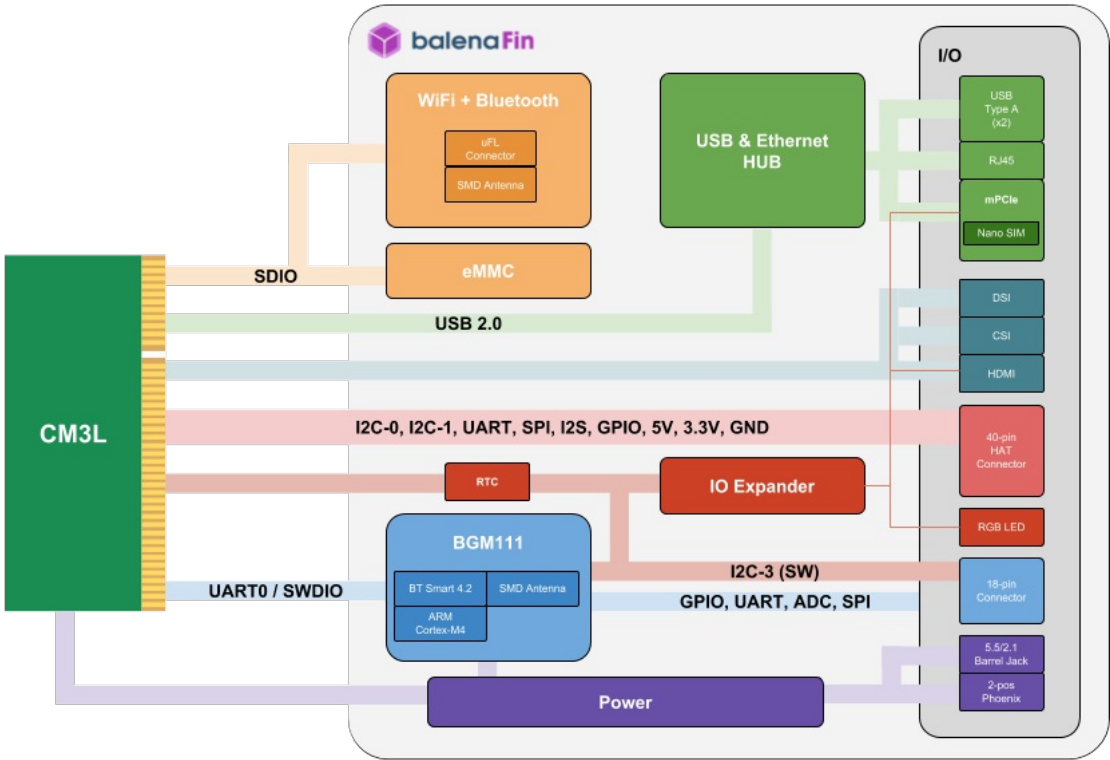 balenaFin
I/O
WiFi + Bluetooth
uFL
Connector
SMD Antenna
USB & Ethernet
HUB
USB
Type A
(x2)
RJ45
mPCIe
Nano SIM
eMMC
SDIO
USB 2.0
DSI
CSI
HDMI
CM3L
I2C-0, I2C-1, UART, SPI, I2S, GPIO, 5V, 3.3V, GND
40-pin
HAT
Connector
RTC
IO Expander
RGB LED
BGM111
BT Smart 4.2
SMD Antenna
ARM
Cortex-M4
UART0 / SWDIO
I2C-3 (SW)
GPIO, UART, ADC, SPI
18-pin
Connector
5.5/2.1
Barrel Jack
2-pos
Phoenix
Power